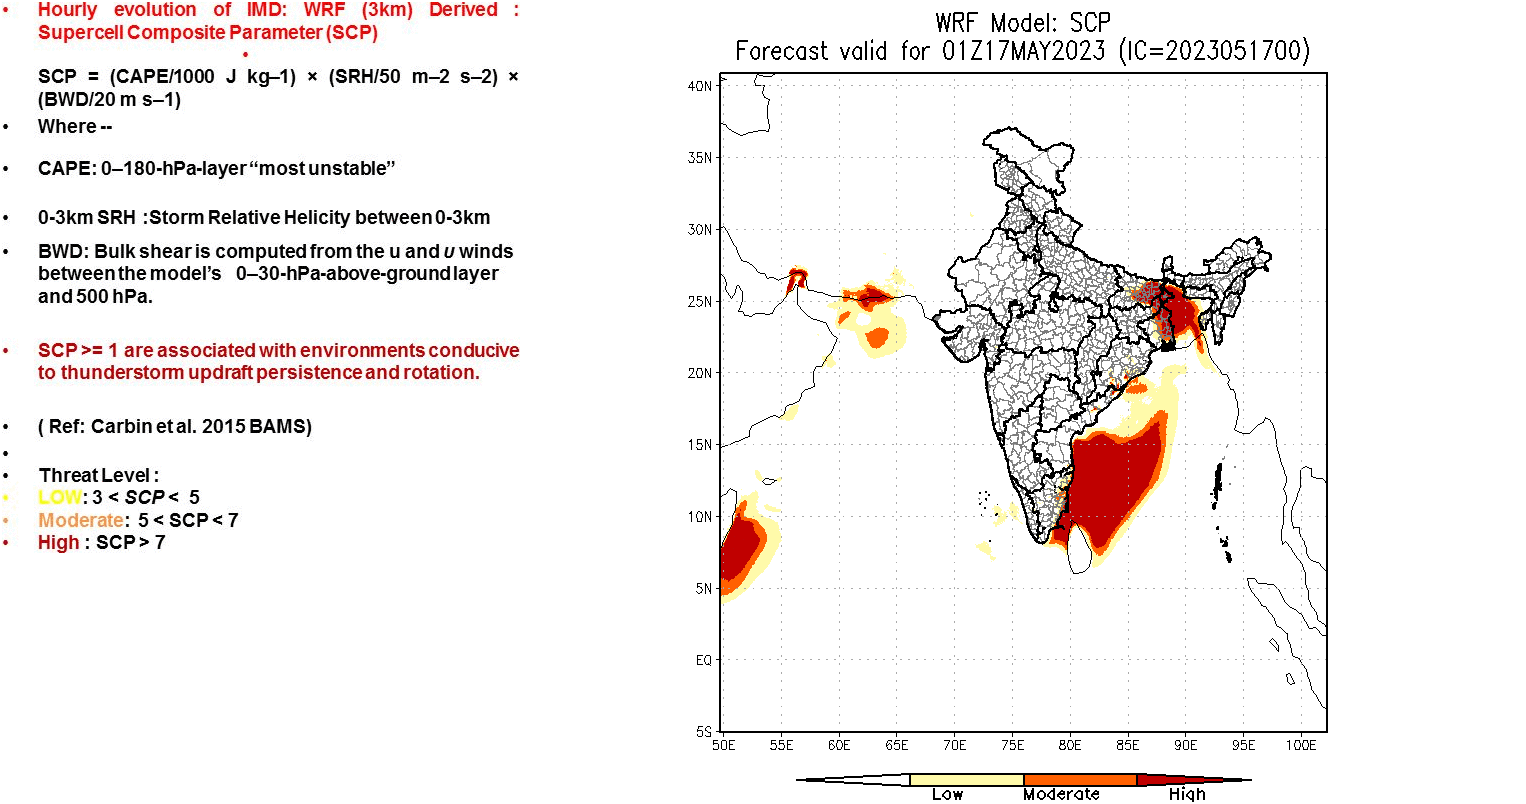 • Hourly evolution of IMD: WRF (3km) Derived :
Supercell Composite Parameter (SCP)
•
SCP = (CAPE/1000 J kg–1) × (SRH/50 m–2 s–2) ×
(BWD/20 m s–1)
• Where --
• CAPE: 0–180-hPa-layer “most unstable”
• 0-3km SRH :Storm Relative Helicity between 0-3km
• BWD: Bulk shear is computed from the u and υ winds
between the model’s 0–30-hPa-above-ground layer
and 500 hPa.
• SCP >= 1 are associated with environments conducive
to thunderstorm updraft persistence and rotation.
• ( Ref: Carbin et al. 2015 BAMS)
•
• Threat Level :
• LOW: 3 < SCP < 5
• Moderate: 5 < SCP < 7
• High : SCP > 7
WRF Model: SCP
Forecast valid for 01Z17MAY2023 (IC=2023051700)
40N
35N
30N
25N
20N
15N
10N
5N
EQ
5S
50E 55E 60E 65E 70E 75E 80E 85E 90E 95E 100E
Low Moderate High